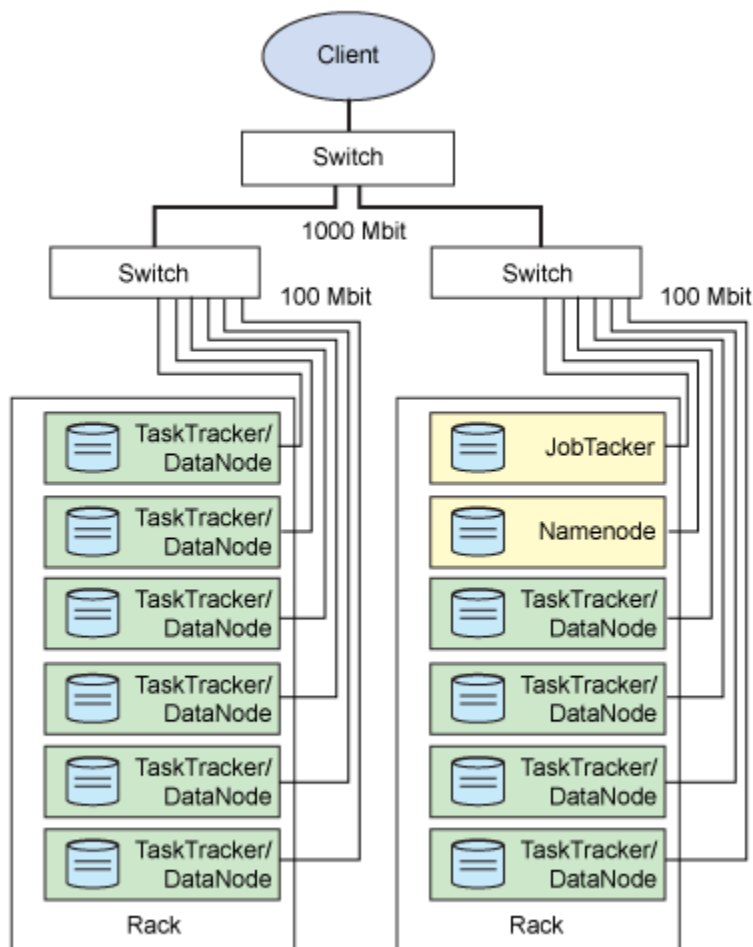 Client
Switch
1000 Mbit
Switch
Switch
100 Mbit
100 Mbit
TaskTracker/
DataNode
TaskTracker/
DataNode
TaskTracker/
DataNode
TaskTracker/
DataNode
TaskTracker/
DataNode
TaskTracker/
DataNode
Rack
JobTacker
Namenode
TaskTracker/
DataNode
TaskTracker/
DataNode
TaskTracker/
DataNode
TaskTracker/
DataNode
Rack